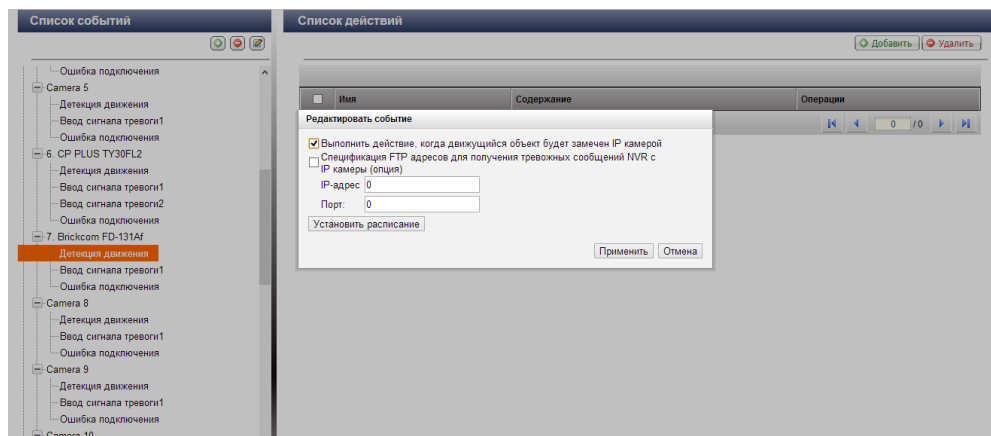 Список событий
Ошибка подключения
Camera 5
Детекция движения
Ввод сигнала тревоги1
Ошибка подключения
6. CP PLUS TY30FL2
Детекция движения
Ввод сигнала тревоги1
Ввод сигнала тревоги2
Ошибка подключения
7. Brickcom FD-131Af
Детекция движения
Ввод сигнала тревоги1
Ошибка подключения
Camera 8
Детекция движения
Ввод сигнала тревоги1
Ошибка подключения
Camera 9
Детекция движения
Ввод сигнала тревоги1
Ошибка подключения
Camera 10
Список действий
Добавить Удалить
Имя Содержание Операции
0 / 0
Редактировать событие
Выполнить действие, когда движущийся объект будет замечен IP камерой
Спецификация FTP адресов для получения тревожных сообщений NVR с
IP камеры (опция)
IP-адрес 0
Порт: 0
Установить расписание
Применить Отмена